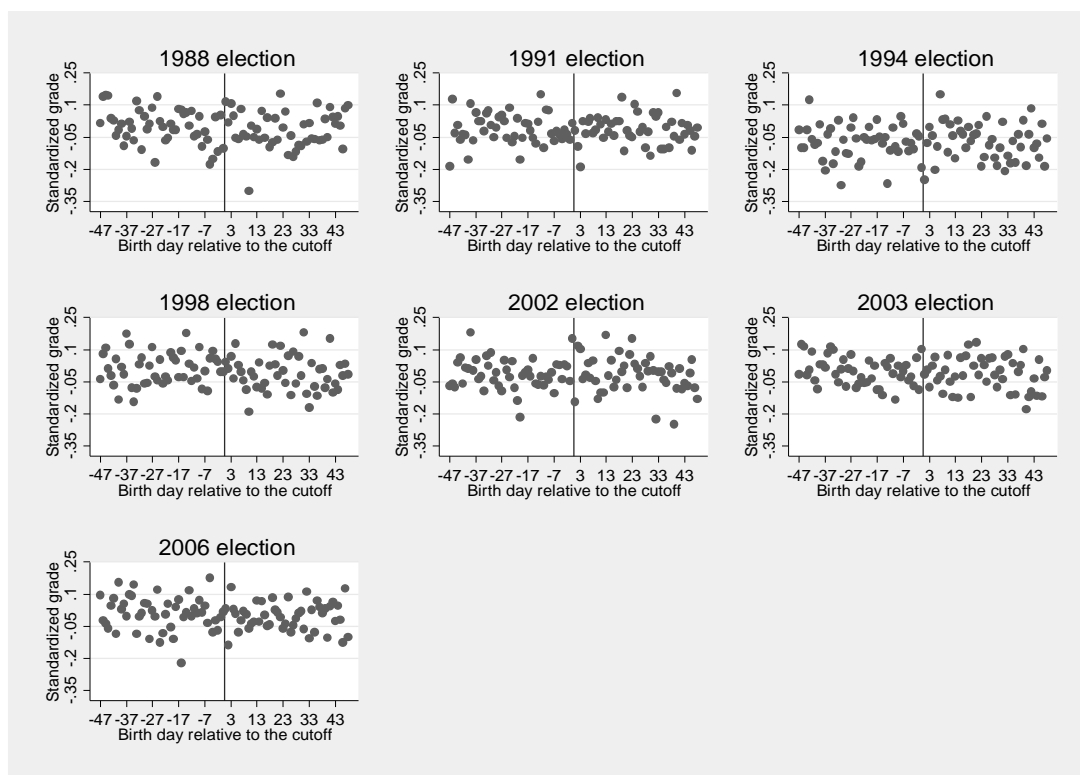 1988 election
Standardized grade
.25
.1
-.05
-.2
-.35
-47 -37 -27 -17 -7 3 13 23 33 43
Birth day relative to the cutoff
1991 election
Standardized grade
.25
.1
-.05
-.2
-.35
-47 -37 -27 -17 -7 3 13 23 33 43
Birth day relative to the cutoff
1994 election
Standardized grade
.25
.1
-.05
-.2
-.35
-47 -37 -27 -17 -7 3 13 23 33 43
Birth day relative to the cutoff
1998 election
Standardized grade
.25
.1
-.05
-.2
-.35
-47 -37 -27 -17 -7 3 13 23 33 43
Birth day relative to the cutoff
2002 election
Standardized grade
.25
.1
-.05
-.2
-.35
-47 -37 -27 -17 -7 3 13 23 33 43
Birth day relative to the cutoff
2003 election
Standardized grade
.25
.1
-.05
-.2
-.35
-47 -37 -27 -17 -7 3 13 23 33 43
Birth day relative to the cutoff
2006 election
Standardized grade
.25
.1
-.05
-.2
-.35
-47 -37 -27 -17 -7 3 13 23 33 43
Birth day relative to the cutoff